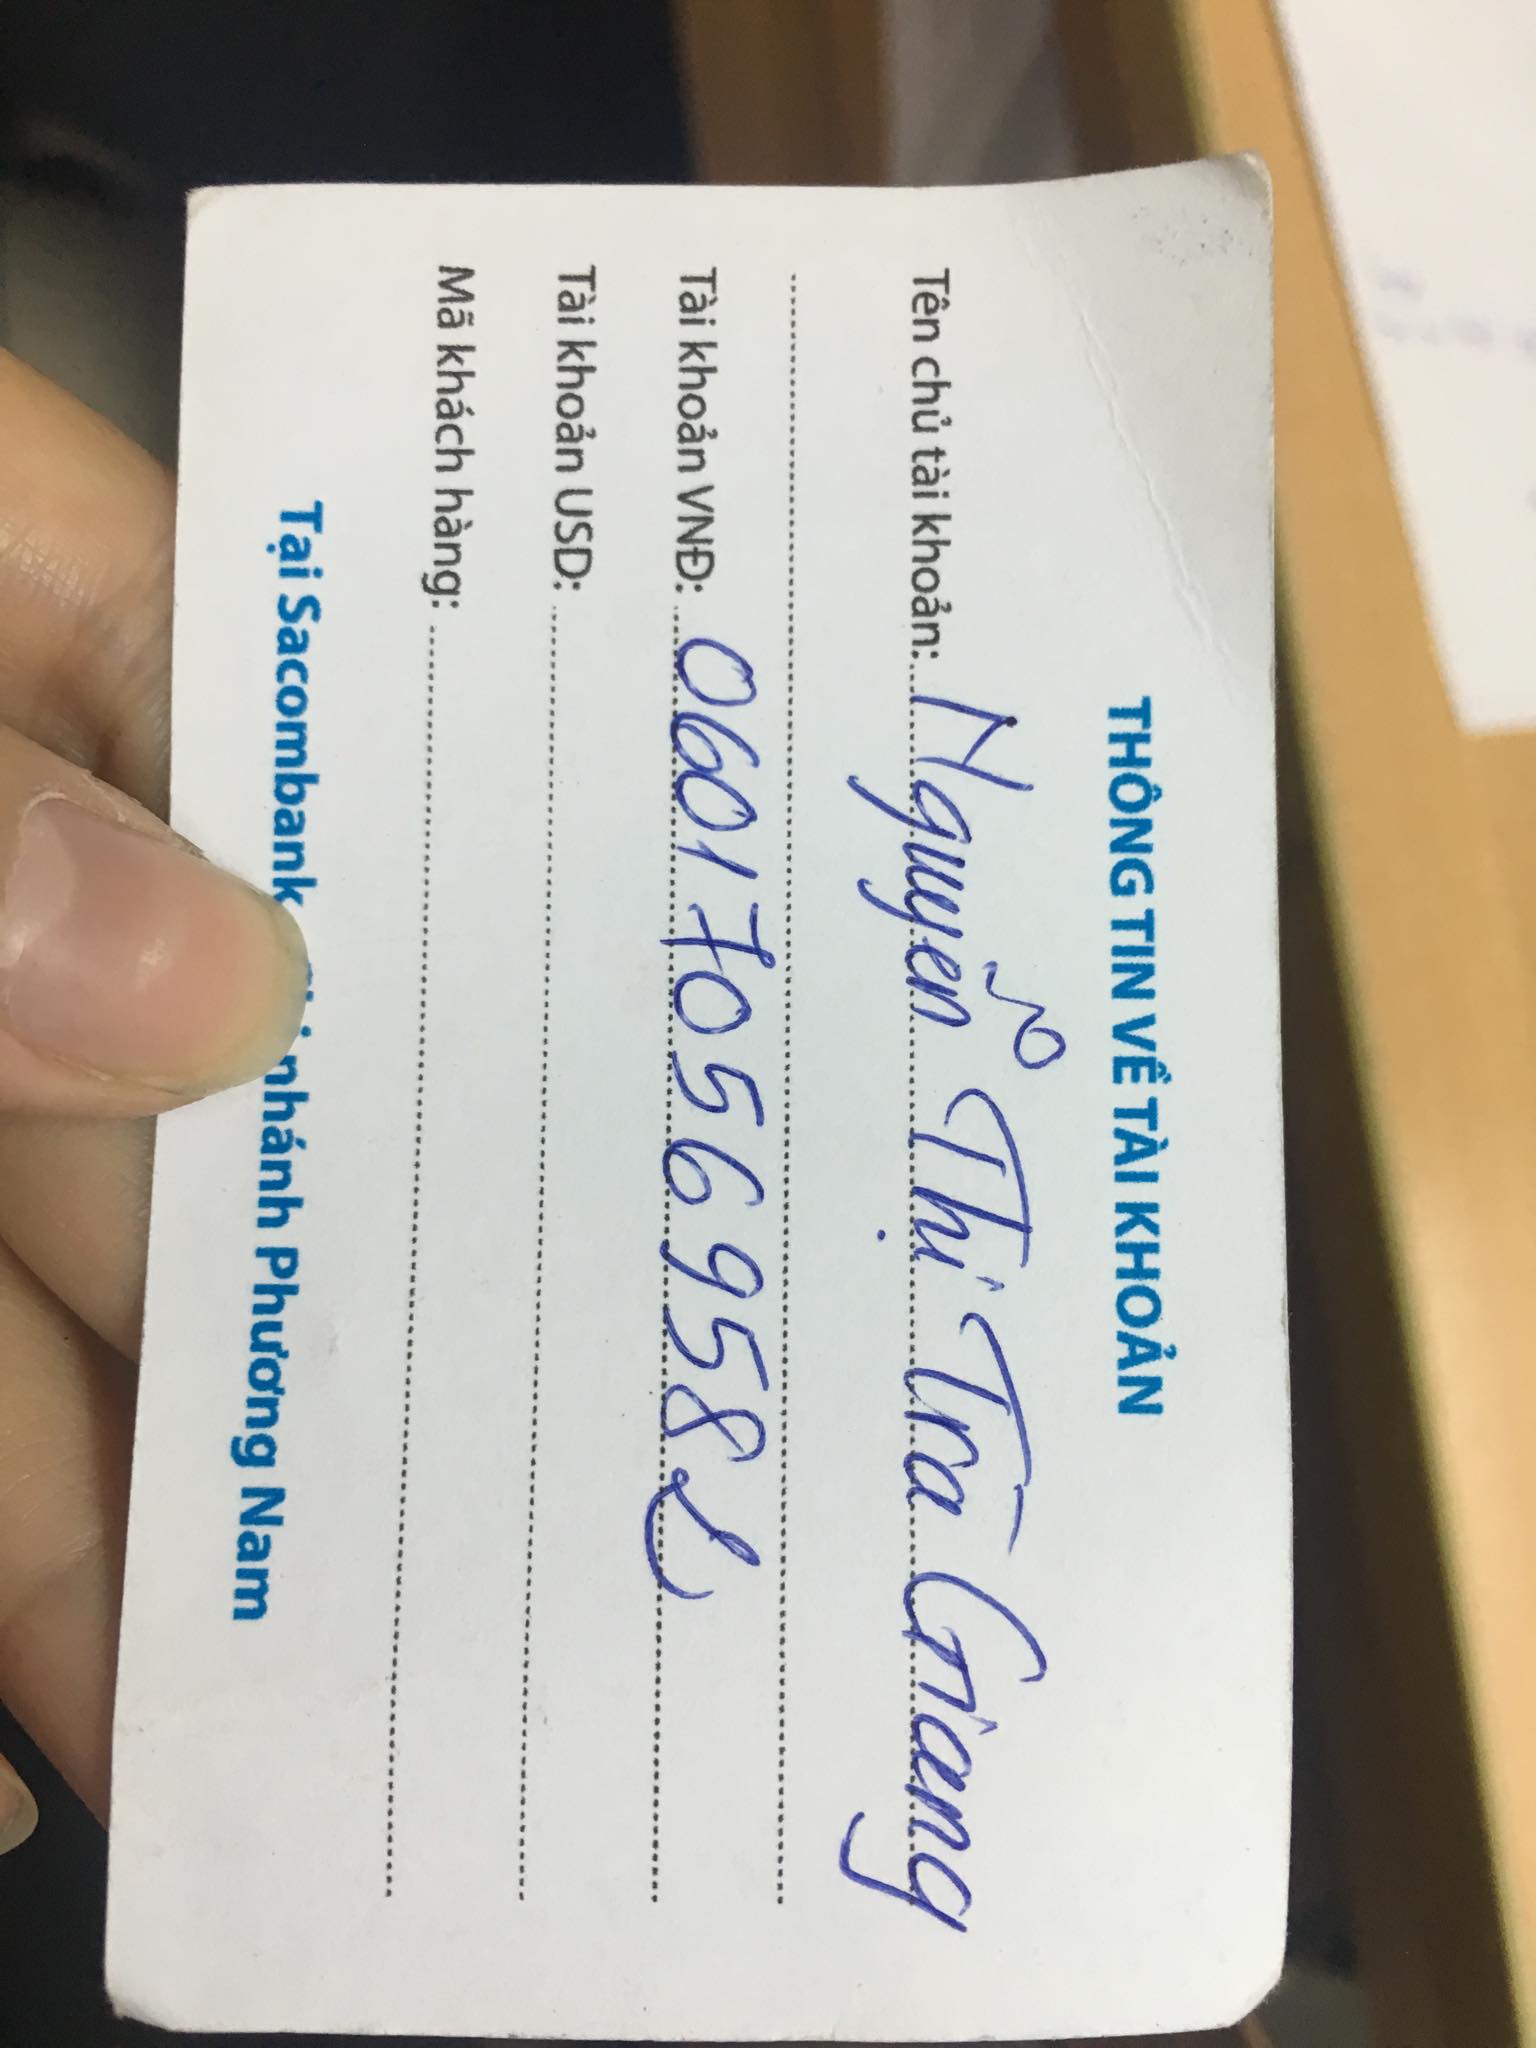 THÔNG TIN VỀ TÀI KHOẢN
Tên chủ tài khoản: Nguyễn Thị Trà Giang
Tài khoản VNĐ: 060170569582
Tài khoản USD:
Mã khách hàng:
Tại Sacombank nhánh Phương Nam